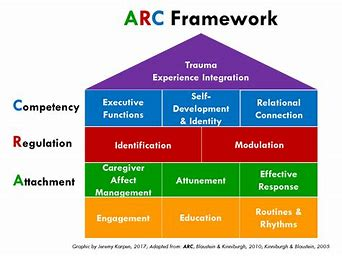 ARC Framework
Trauma
Experience Integration
Competency
Executive
Functions
Self-
Development
& Identity
Relational
Connection
Regulation
Identification
Modulation
Attachment
Caregiver
Affect
Management
Attunement
Effective
Response
Engagement
Education
Routines &
Rhythms
Graphic by Jeremy Karpen, 2017; Adapted from: ARC, Blaustein & Kinniburgh, 2010; Kinniburgh & Blaustein, 2005